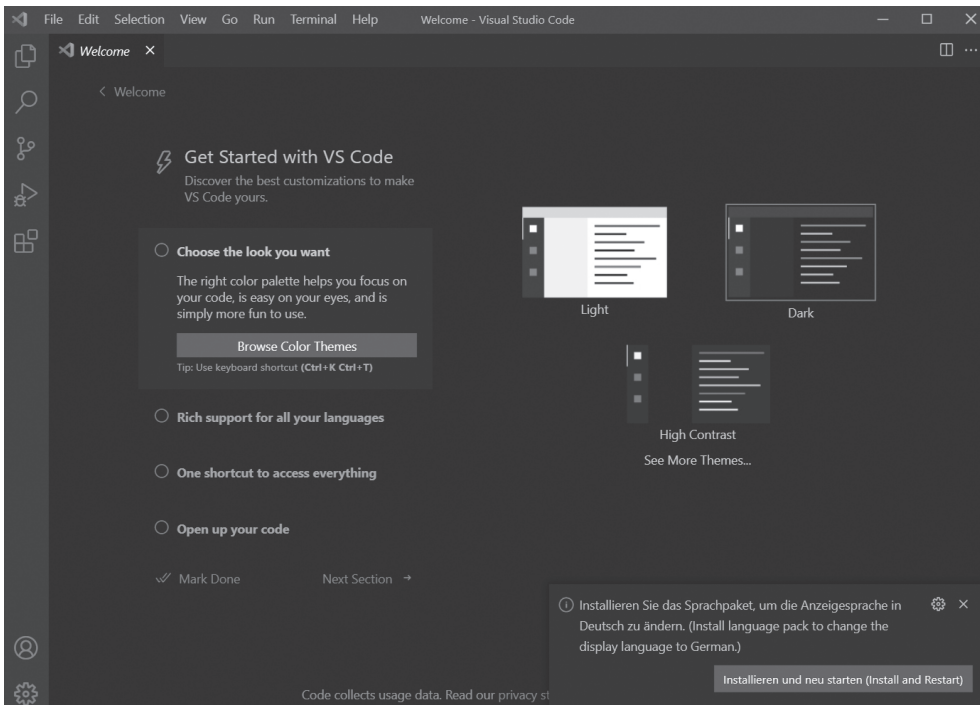 File Edit Selection View Go Run Terminal Help Welcome - Visual Studio Code
Welcome
Welcome
Get Started with VS Code
Discover the best customizations to make
VS Code yours.
Choose the look you want
The right color palette helps you focus on
your code, is easy on your eyes, and is
simply more fun to use.
Browse Color Themes
Tip: Use keyboard shortcut (Ctrl+K Ctrl+T)
Rich support for all your languages
One shortcut to access everything
Open up your code
Mark Done Next Section
Light
Dark
High Contrast
See More Themes...
Installieren Sie das Sprachpaket, um die Anzeigesprache in
Deutsch zu ändern. (Install language pack to change the
display language to German.)
Installieren und neu starten (Install and Restart)
Code collects usage data. Read our privacy st